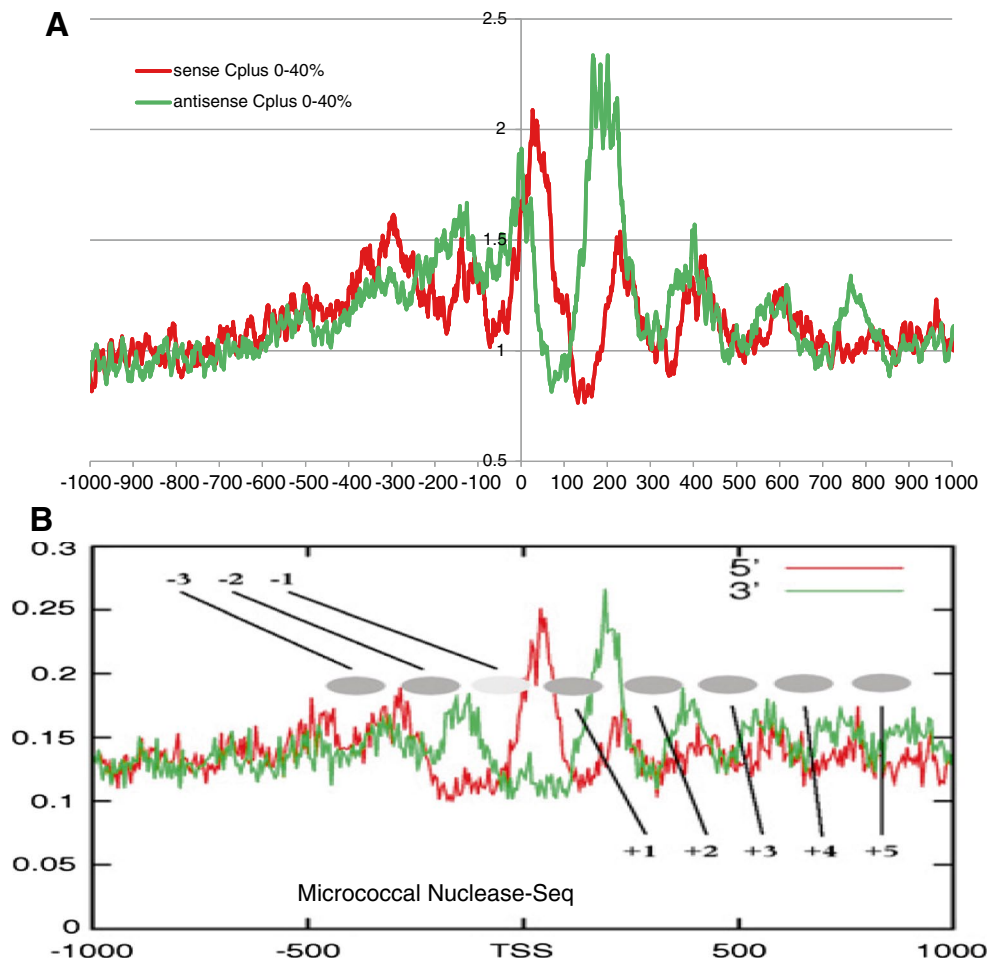 A
2.5
sense Cplus 0-40%
antisense Cplus 0-40%
2
1.5
1
0.5
-1000 -900 -800 -700 -600 -500 -400 -300 -200 -100 0 100 200 300 400 500 600 700 800 900 1000
B
0.3
-3 -2 -1
5'
3'
0.25
0.2
0.15
0.1
+1 +2 +3 +4 +5
0.05
Micrococcal Nuclease-Seq
0
-1000 -500 TSS 500 1000